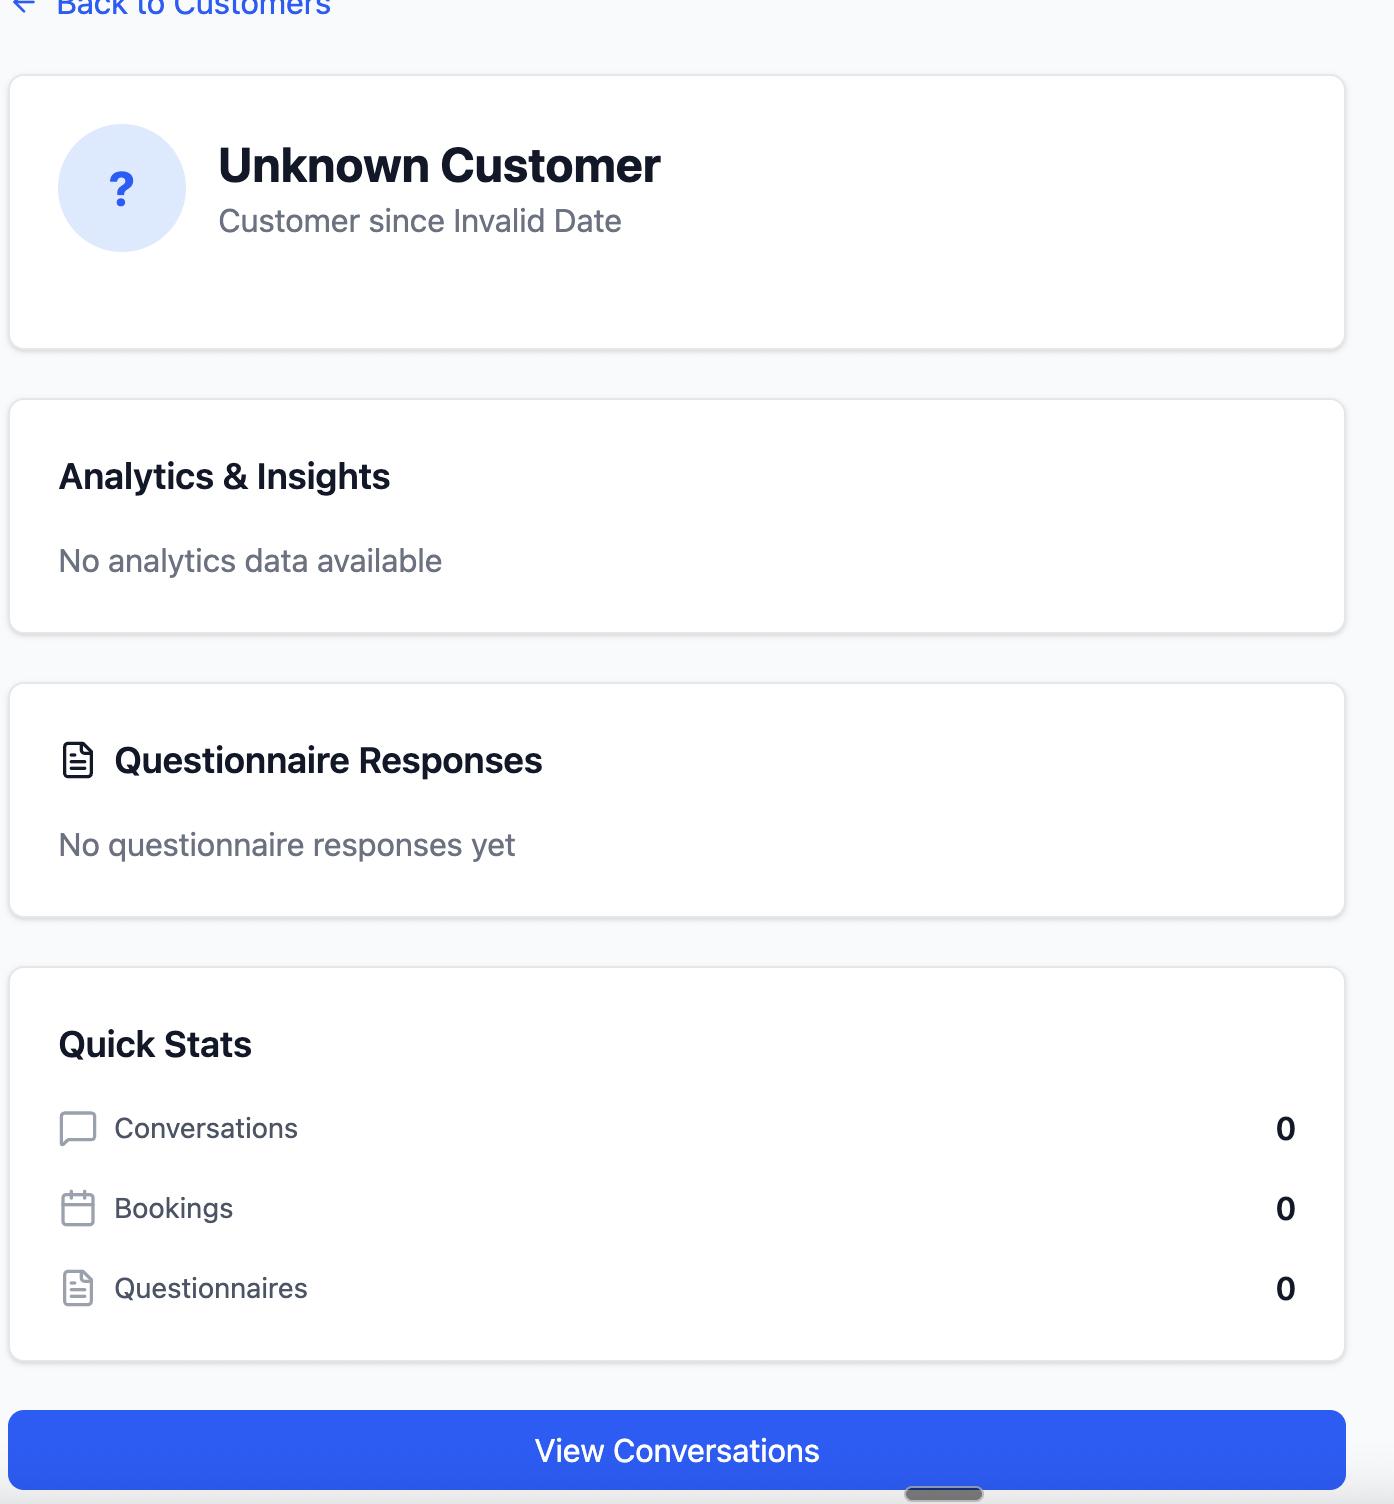 ← Back to Customers
?
Unknown Customer
Customer since Invalid Date
Analytics & Insights
No analytics data available
Questionnaire Responses
No questionnaire responses yet
Quick Stats
Conversations 0
Bookings 0
Questionnaires 0
View Conversations